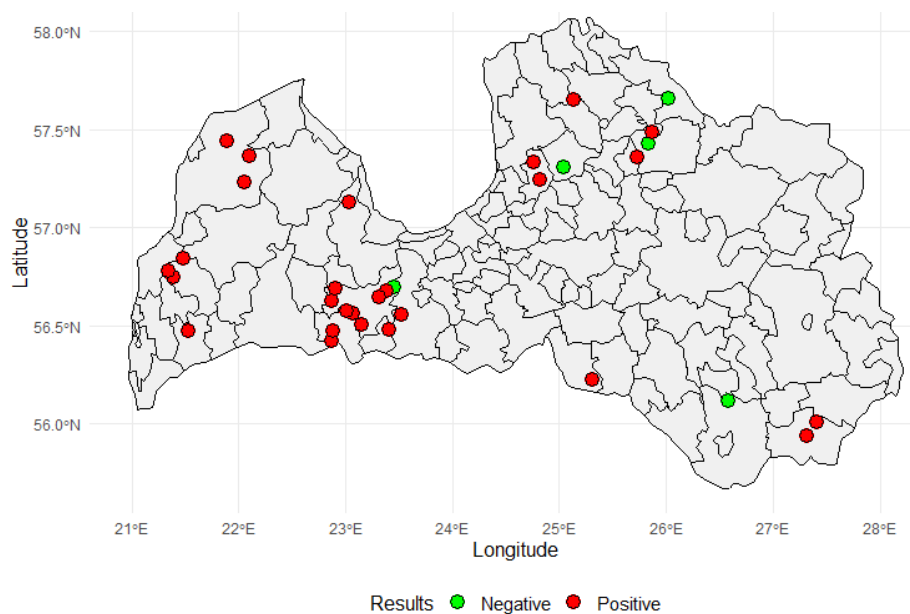 58.0°N
57.5°N
57.0°N
56.5°N
56.0°N
Latitude
21°E 22°E 23°E 24°E 25°E 26°E 27°E 28°E
Longitude
Results Negative Positive